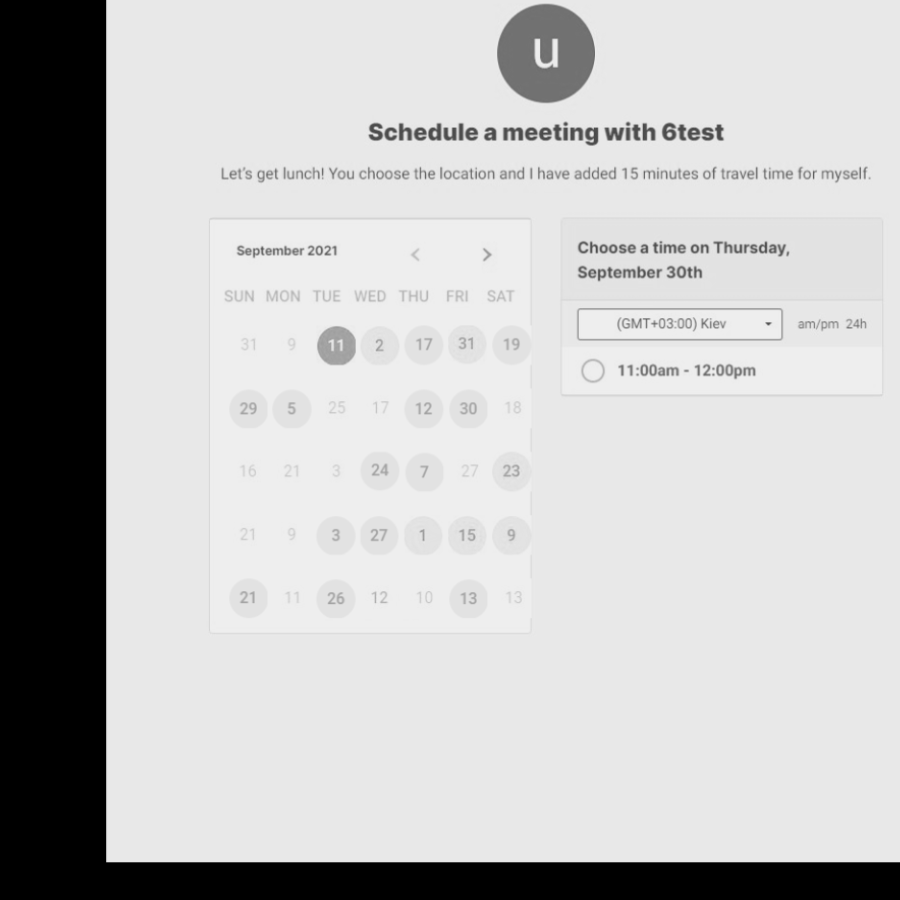 u
Schedule a meeting with 6test
Let's get lunch! You choose the location and I have added 15 minutes of travel time for myself.
September 2021
SUN MON TUE WED THU FRI SAT
31 9 11 2 17 31 19
29 5 25 17 12 30 18
16 21 3 24 7 27 23
21 9 3 27 1 15 9
21 11 26 12 10 13 13
Choose a time on Thursday,
September 30th
(GMT+03:00) Kiev am/pm 24h
11:00am - 12:00pm